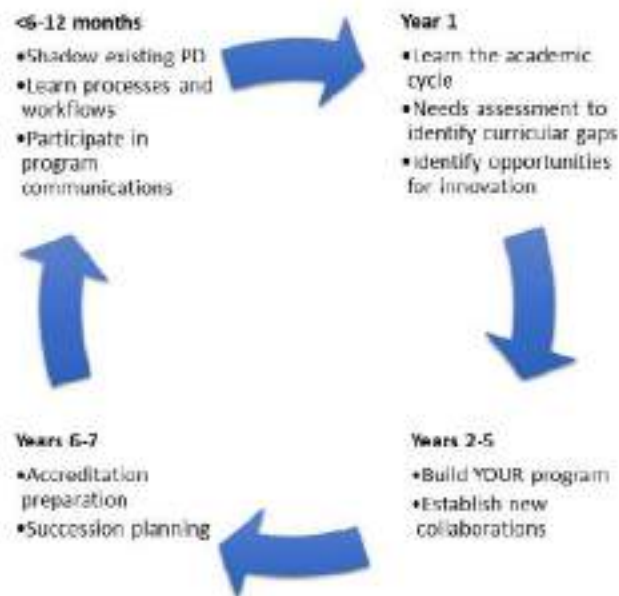 <6-12 months
•Shadow existing PD
•Learn processes and
workflows
•Participate in
program
communications
Year 1
•Learn the academic
cycle
•Needs assessment to
identify curricular gaps
•Identify opportunities
for innovation
Years 2-5
•Build YOUR program
•Establish new
collaborations
Years 6-7
•Accreditation
preparation
•Succession planning